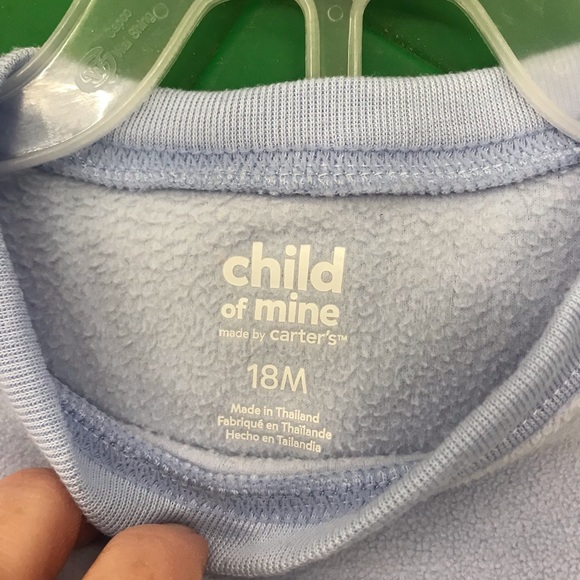 child
of mine
made by carter's™
18M
Made in Thailand
Fabriqué en Thaïlande
Hecho en Tailandia